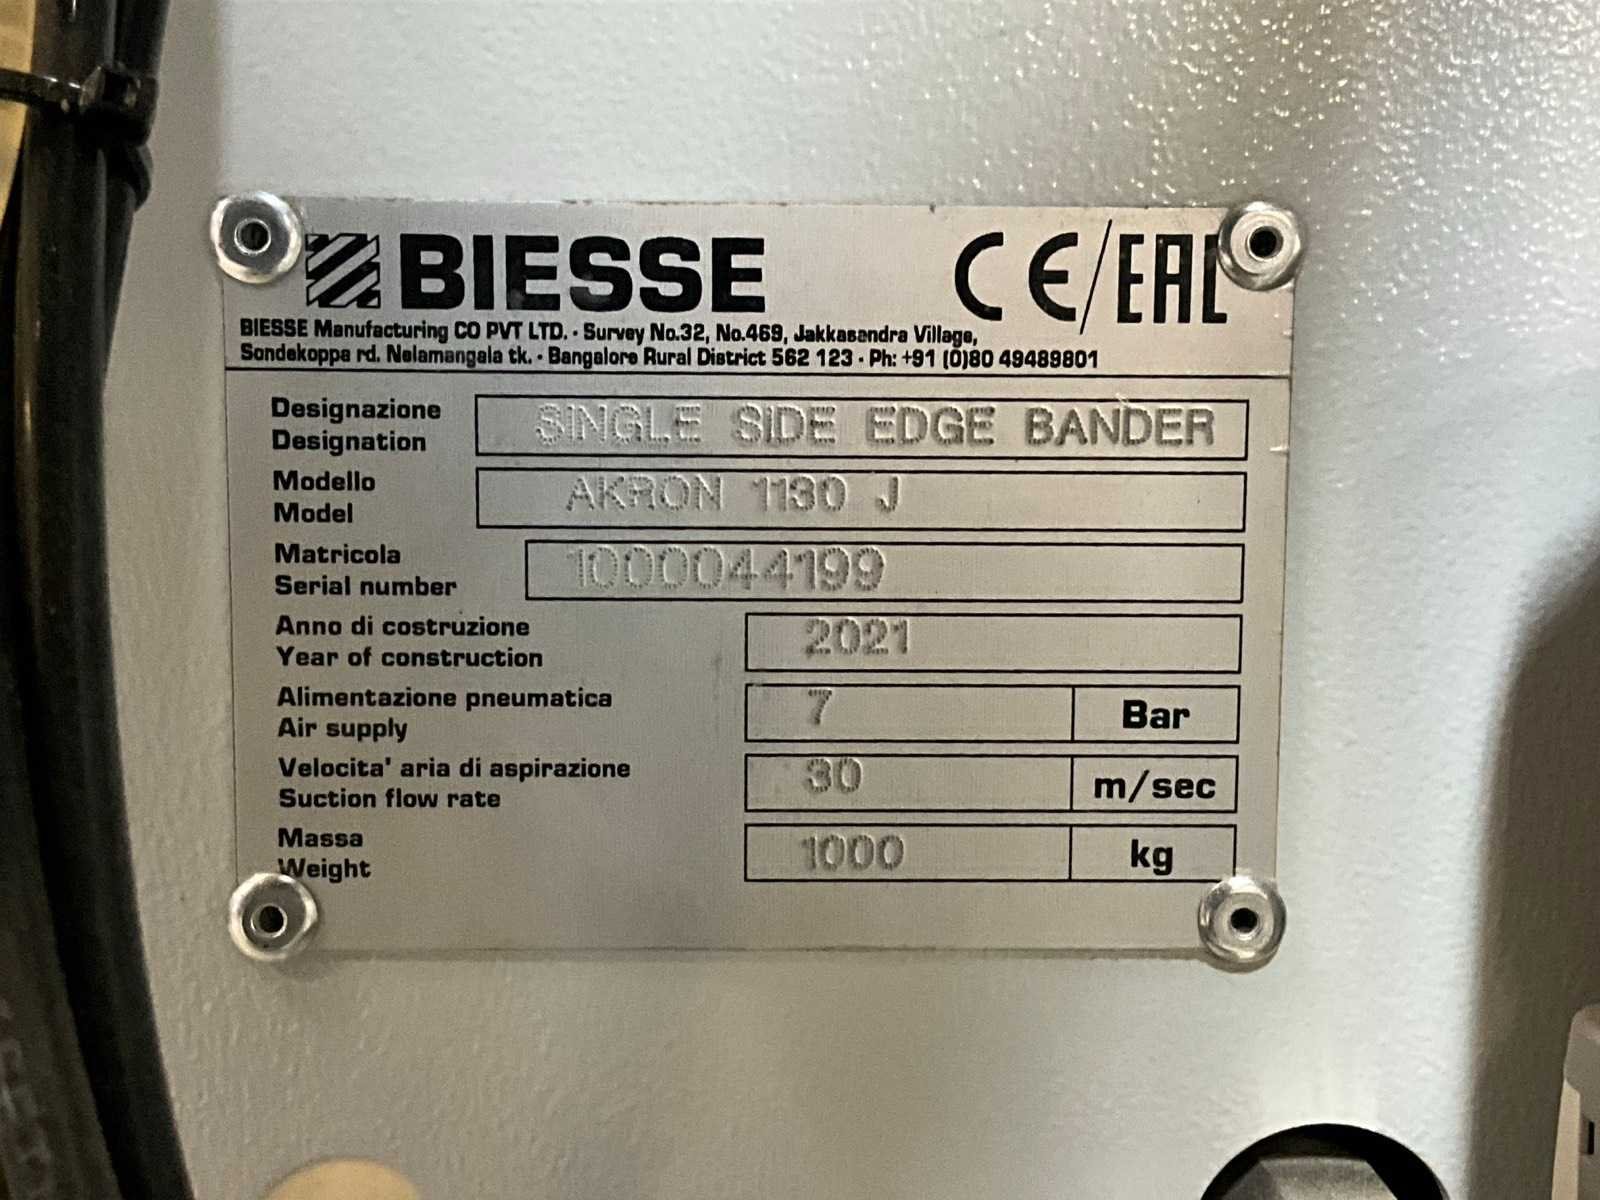 BIESSE CE/EAC
BIESSE Manufacturing CO PVT LTD. · Survey No.32, No.469, Jakkasandra Village,
Sondekoppa rd. Nelamangala tk. · Bangalore Rural District 562 123 · Ph: +91 (0)80 49489801
Designazione
Designation
SINGLE SIDE EDGE BANDER
Modello
Model
AKRON 1130 J
Matricola
Serial number
1000044199
Anno di costruzione
Year of construction
2021
Alimentazione pneumatica
Air supply
7 Bar
Velocita' aria di aspirazione
Suction flow rate
30 m/sec
Massa
Weight
1000 kg